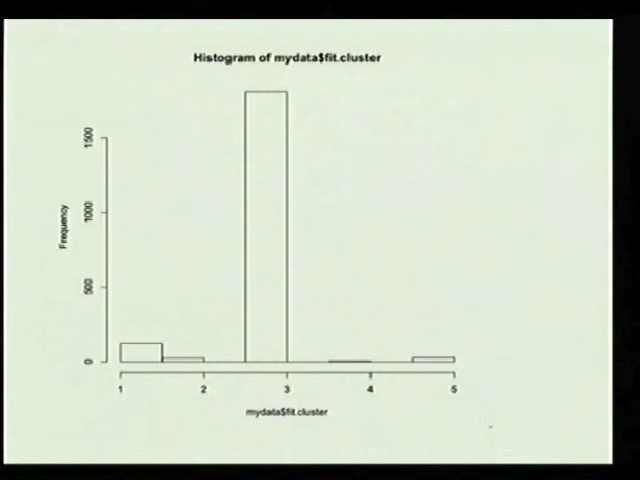 Histogram of mydata$fit.cluster
1500
1000
500
0
Frequency
1 2 3 4 5
mydata$fit.cluster